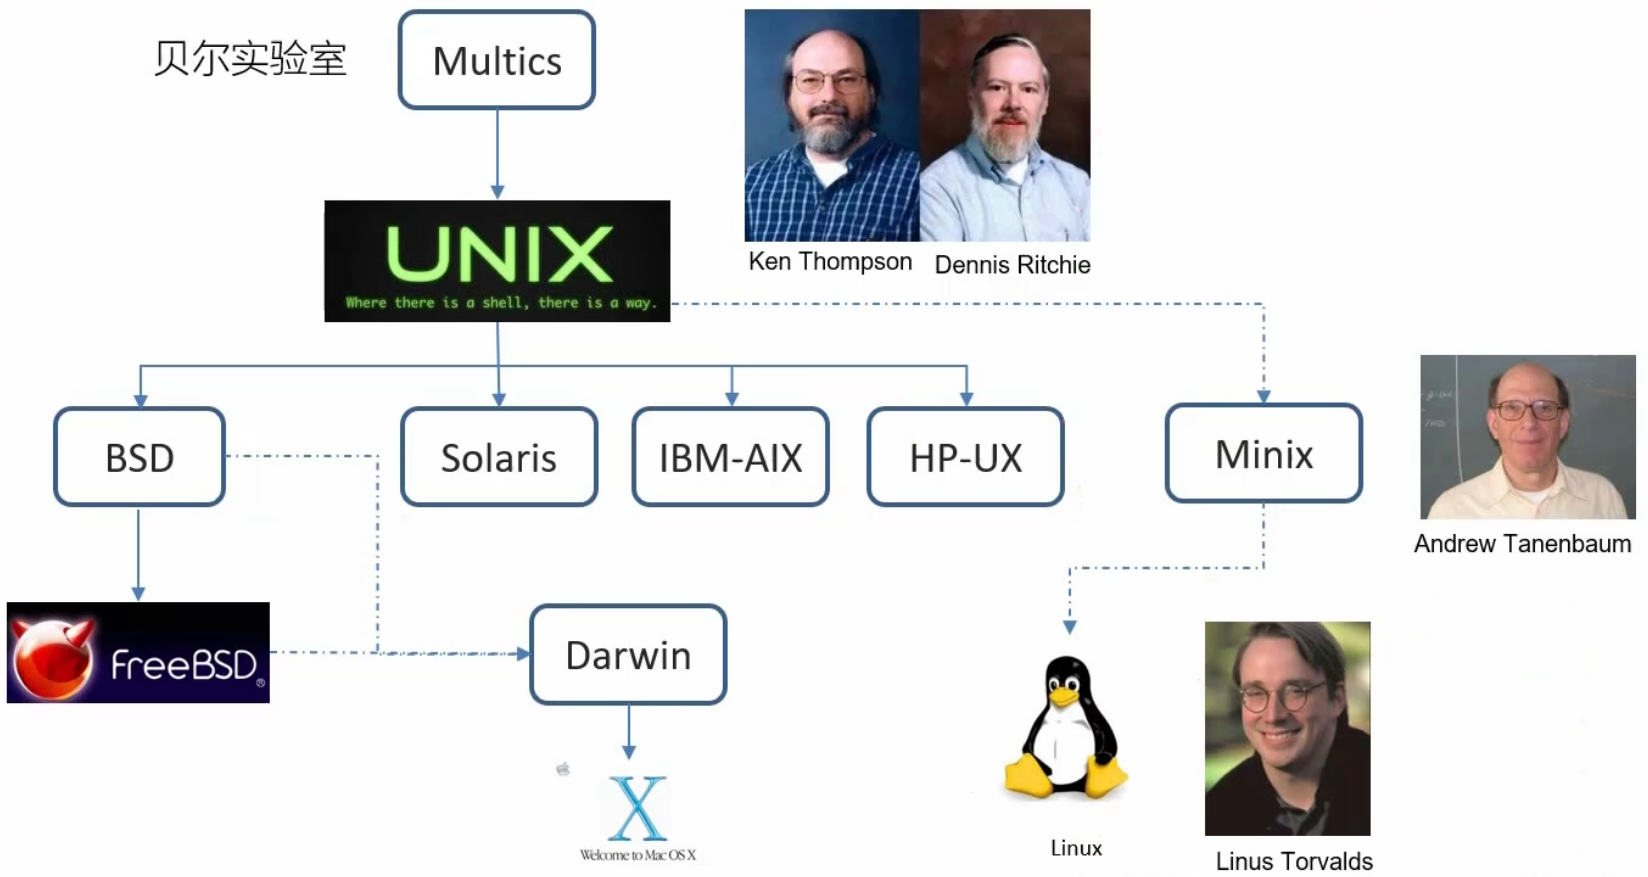 贝尔实验室
Multics
UNIX
Where there is a shell, there is a way.
Ken Thompson
Dennis Ritchie
BSD
Solaris
IBM-AIX
HP-UX
Minix
Andrew Tanenbaum
FreeBSD®
Darwin
X
Welcome to Mac OS X
Linux
Linus Torvalds